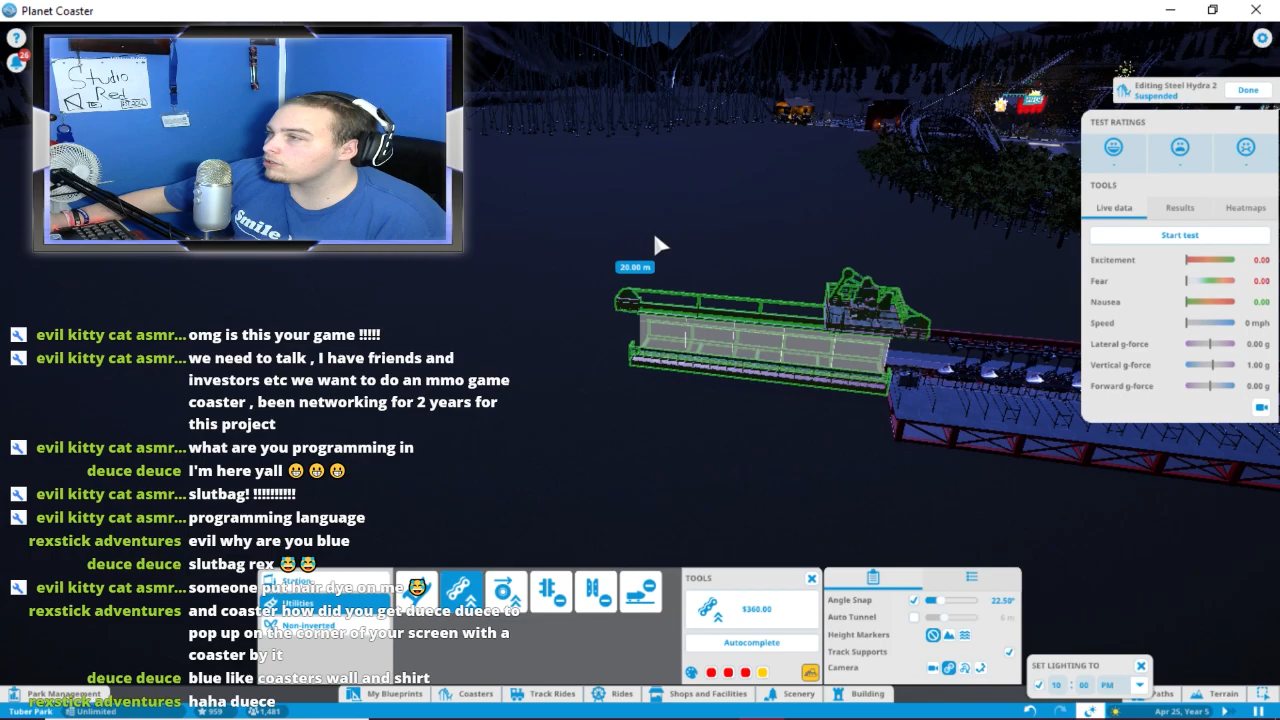 Planet Coaster
Studio
Red
Smile
26
Editing Steel Hydra 2
Suspended
Done
TEST RATINGS
- - -
TOOLS
Live data Results Heatmaps
Start test
Excitement 0.00
Fear 0.00
Nausea 0.00
Speed 0 mph
Lateral g-force 0.00 g
Vertical g-force 1.00 g
Forward g-force 0.00 g
20.00 m
evil kitty cat asmr... omg is this your game !!!!!
evil kitty cat asmr... we need to talk , I have friends and
investors etc we want to do an mmo game
coaster , been networking for 2 years for
this project
evil kitty cat asmr... what are you programming in
deuce deuce I'm here yall 😀 😀 😀
evil kitty cat asmr... slutbag! !!!!!!!!!!
evil kitty cat asmr... programming language
rexstick adventures evil why are you blue
deuce deuce slutbag rex 😂 😂
evil kitty cat asmr... someone put hair dye on me 😂
rexstick adventures and coaster how did you get duece duece to
pop up on the corner of your screen with a
coaster by it
deuce deuce blue like coasters wall and shirt
rexstick adventures haha duece
Station
Utilities
Non-inverted
TOOLS
$360.00
Autocomplete
Angle Snap 22.50°
Auto Tunnel 6 m
Height Markers
Track Supports
Camera
SET LIGHTING TO
10 : 00 PM
Park Management My Blueprints Coasters Track Rides Rides Shops and Facilities Scenery Building Paths Terrain
Tuber Park Unlimited 959 1,481 Apr 25, Year 5